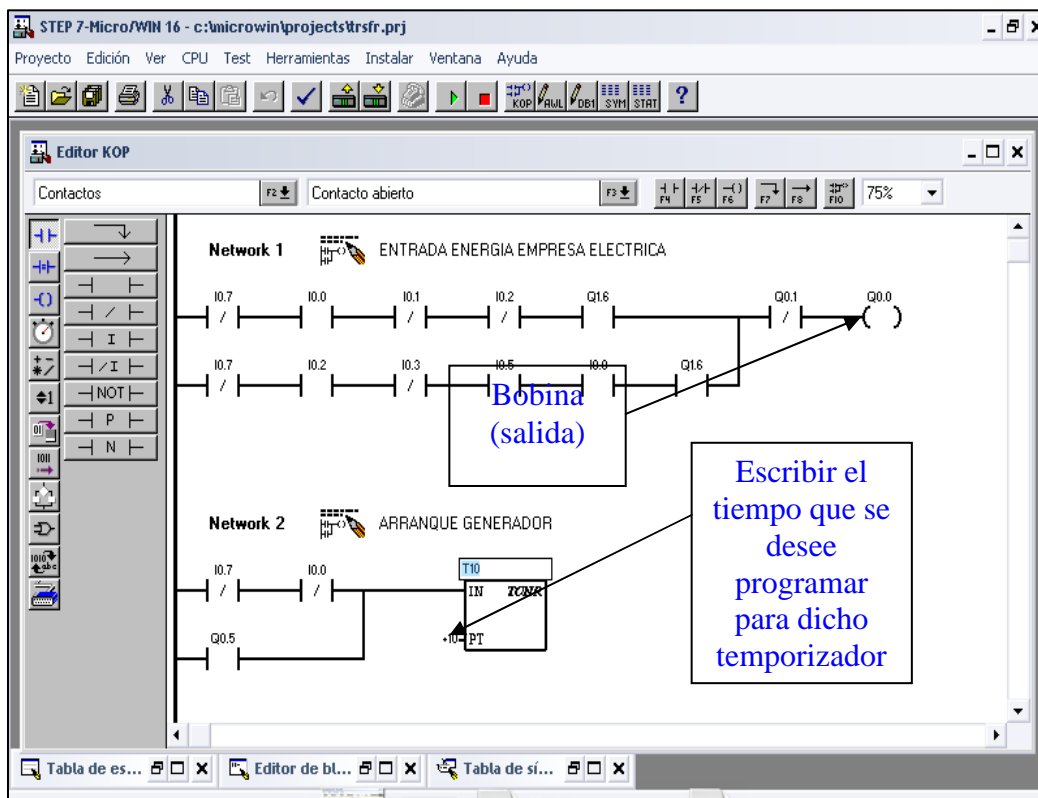 STEP 7-Micro/WIN 16 - c:\microwin\projects\trsfr.prj
Proyecto Edición Ver CPU Test Herramientas Instalar Ventana Ayuda
KOP AWL DB1 SYM STAT ?
Editor KOP
Contactos F2 Contacto abierto F3 F4 F5 F6 F7 F8 F10 75%
Network 1 ENTRADA ENERGIA EMPRESA ELECTRICA
I0.7 I0.0 I0.1 I0.2 Q1.6 Q0.1 Q0.0
I0.7 I0.2 I0.3 I0.5 Q1.6
Bobina
(salida)
Escribir el
tiempo que se
desee
programar
para dicho
temporizador
Network 2 ARRANQUE GENERADOR
I0.7 I0.0 T10
IN TONR
Q0.5
+10 PT
NOT
P
N
Tabla de es... Editor de bl... Tabla de sí...